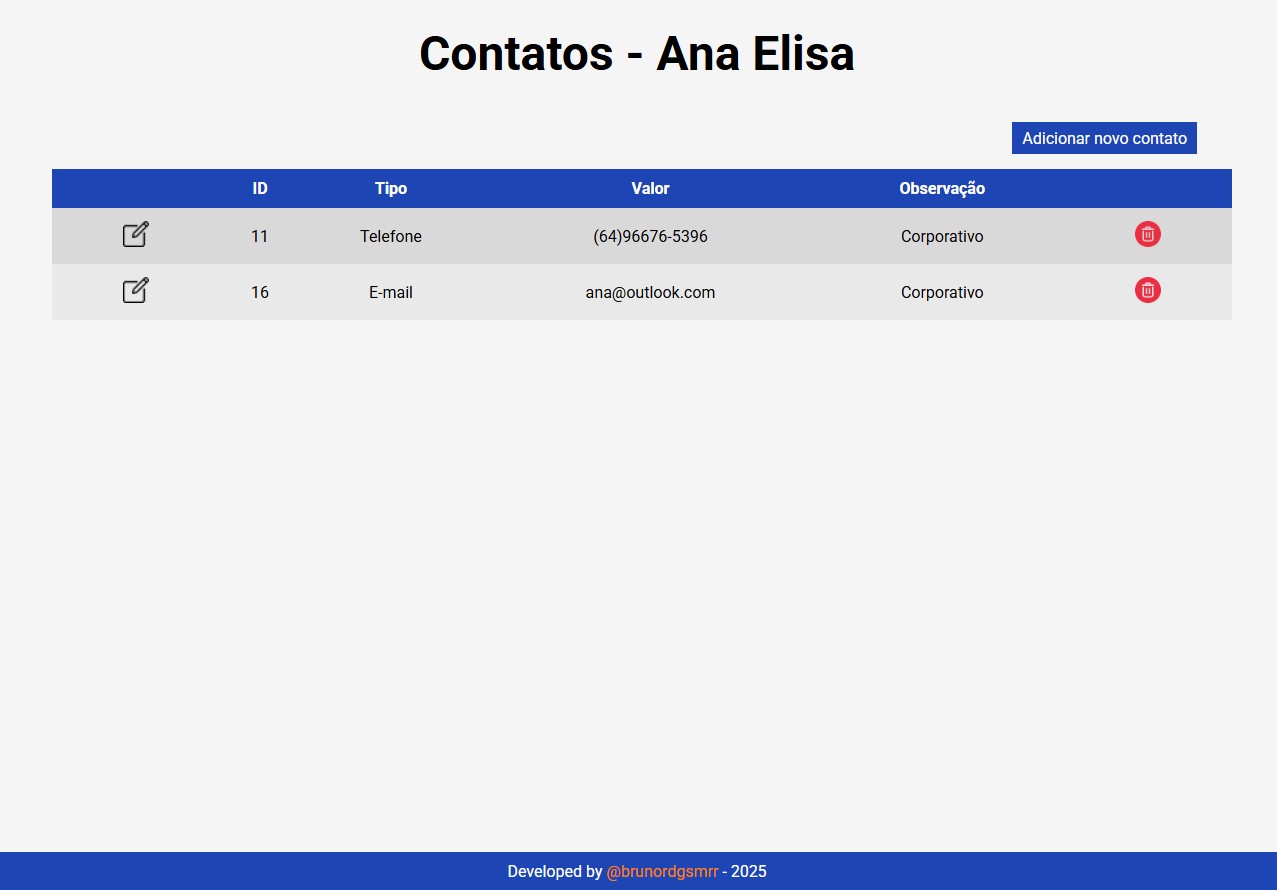 Contatos - Ana Elisa
Adicionar novo contato
ID Tipo Valor Observação
11 Telefone (64)96676-5396 Corporativo
16 E-mail ana@outlook.com Corporativo
Developed by @brunordgsmrr - 2025